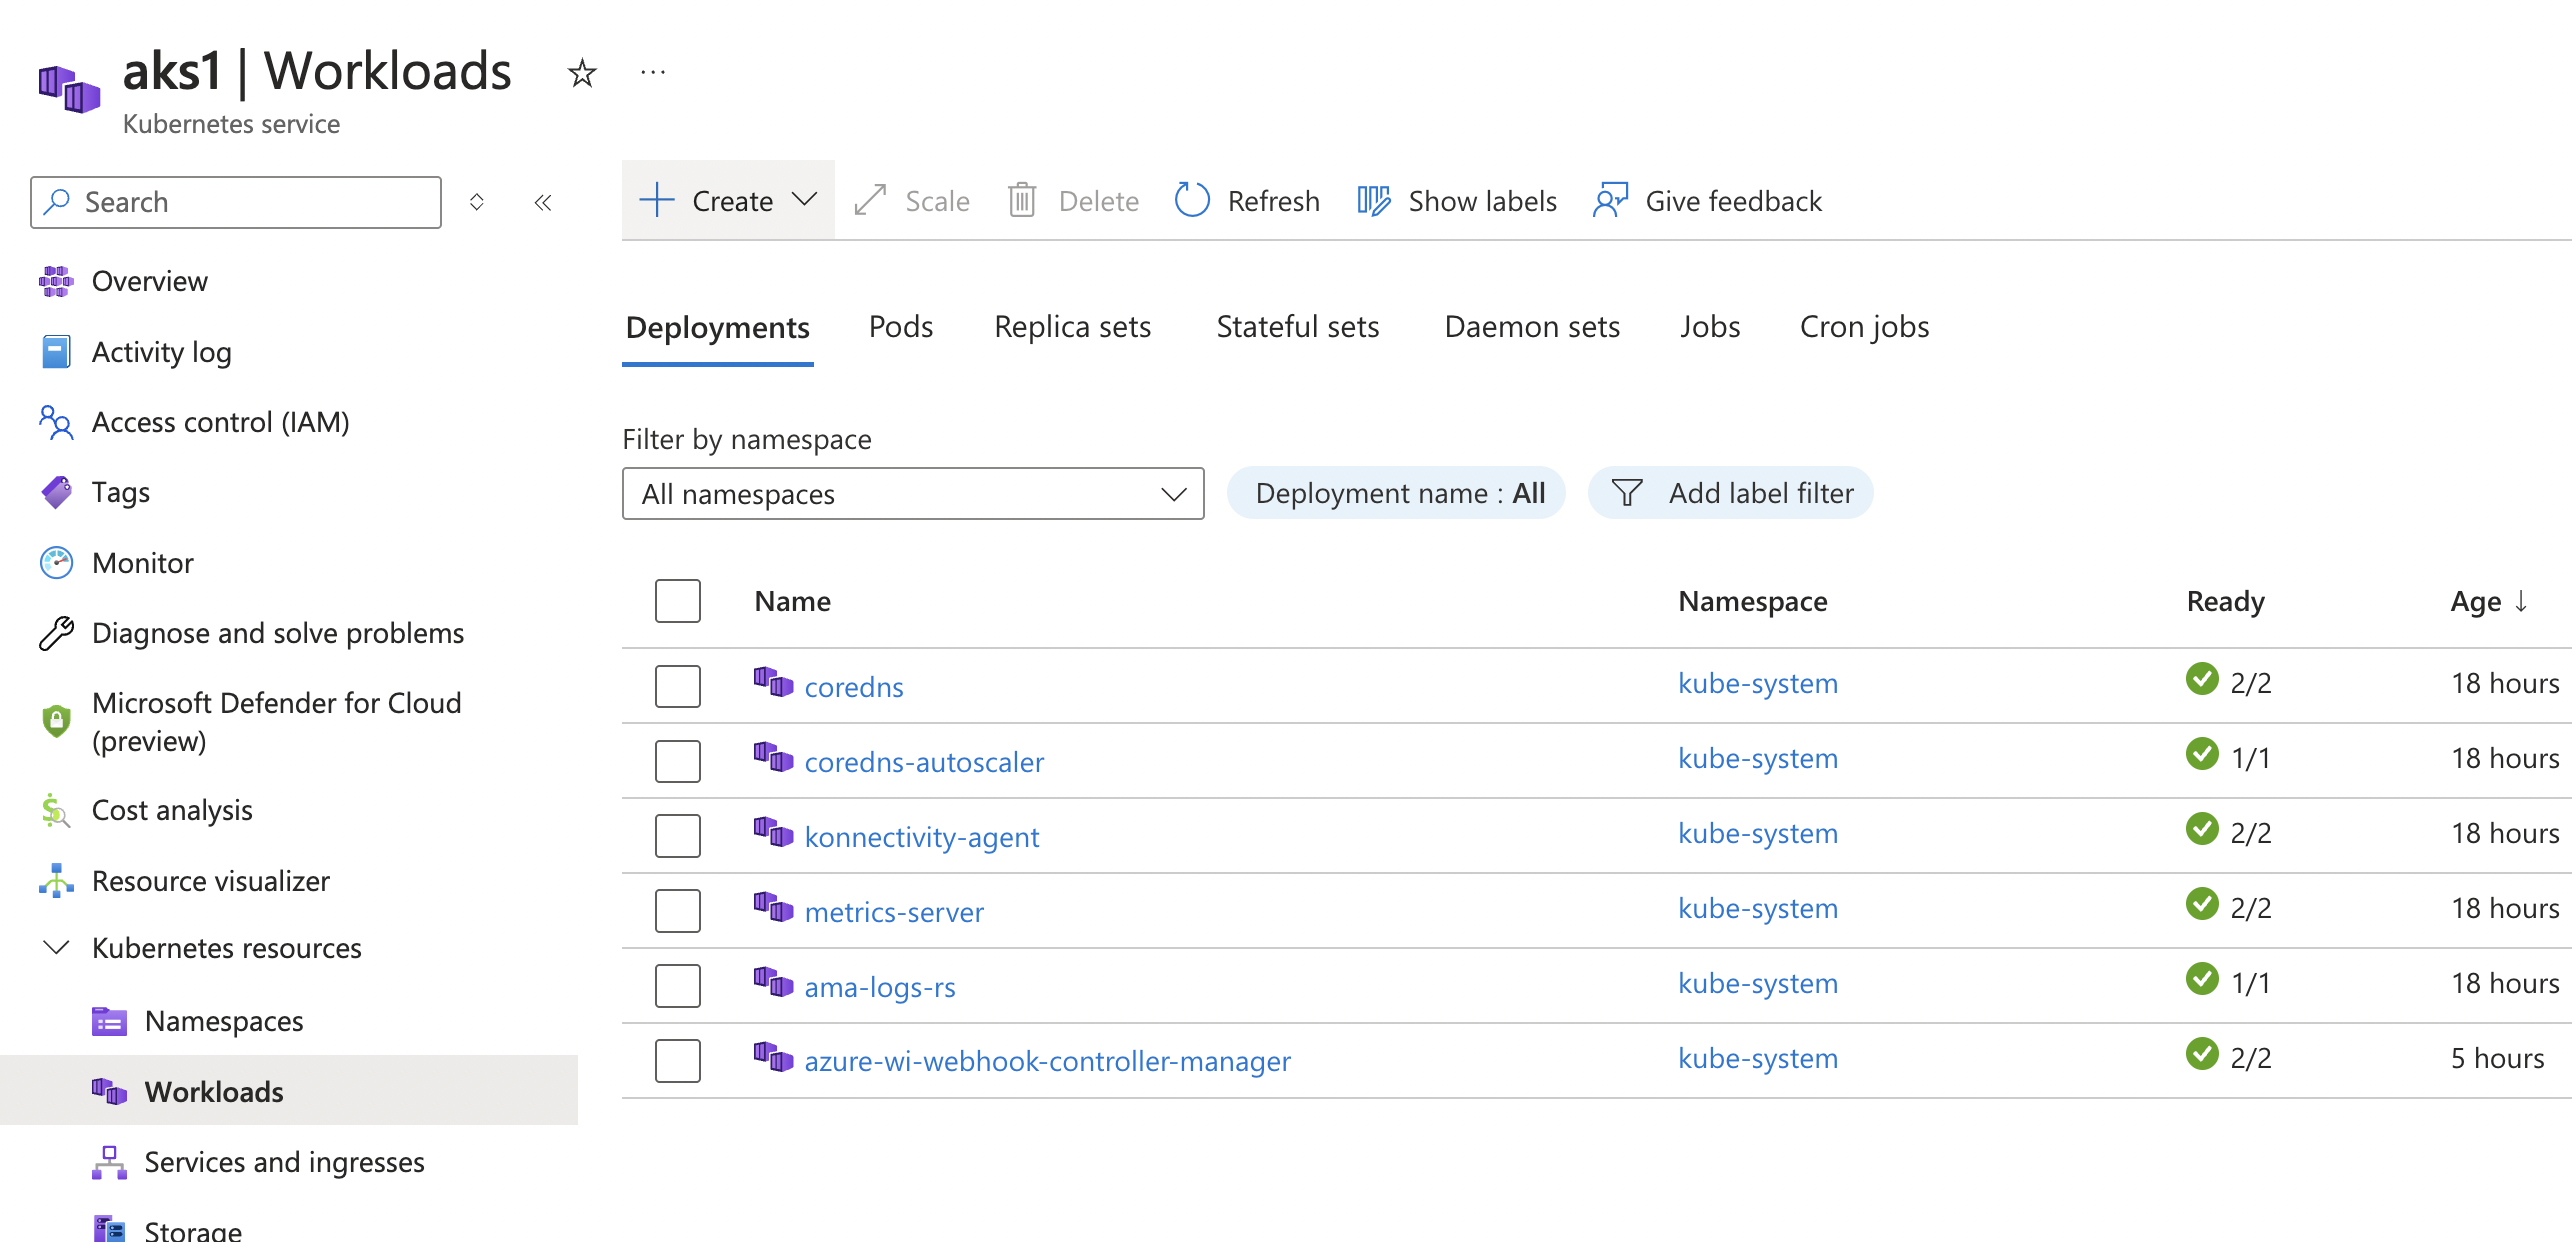 aks1 | Workloads
Kubernetes service
Search
Overview
Activity log
Access control (IAM)
Tags
Monitor
Diagnose and solve problems
Microsoft Defender for Cloud
(preview)
Cost analysis
Resource visualizer
Kubernetes resources
Namespaces
Workloads
Services and ingresses
Storage
Create Scale Delete Refresh Show labels Give feedback
Deployments Pods Replica sets Stateful sets Daemon sets Jobs Cron jobs
Filter by namespace
All namespaces Deployment name : All Add label filter
Name Namespace Ready Age ↓
coredns kube-system 2/2 18 hours
coredns-autoscaler kube-system 1/1 18 hours
konnectivity-agent kube-system 2/2 18 hours
metrics-server kube-system 2/2 18 hours
ama-logs-rs kube-system 1/1 18 hours
azure-wi-webhook-controller-manager kube-system 2/2 5 hours